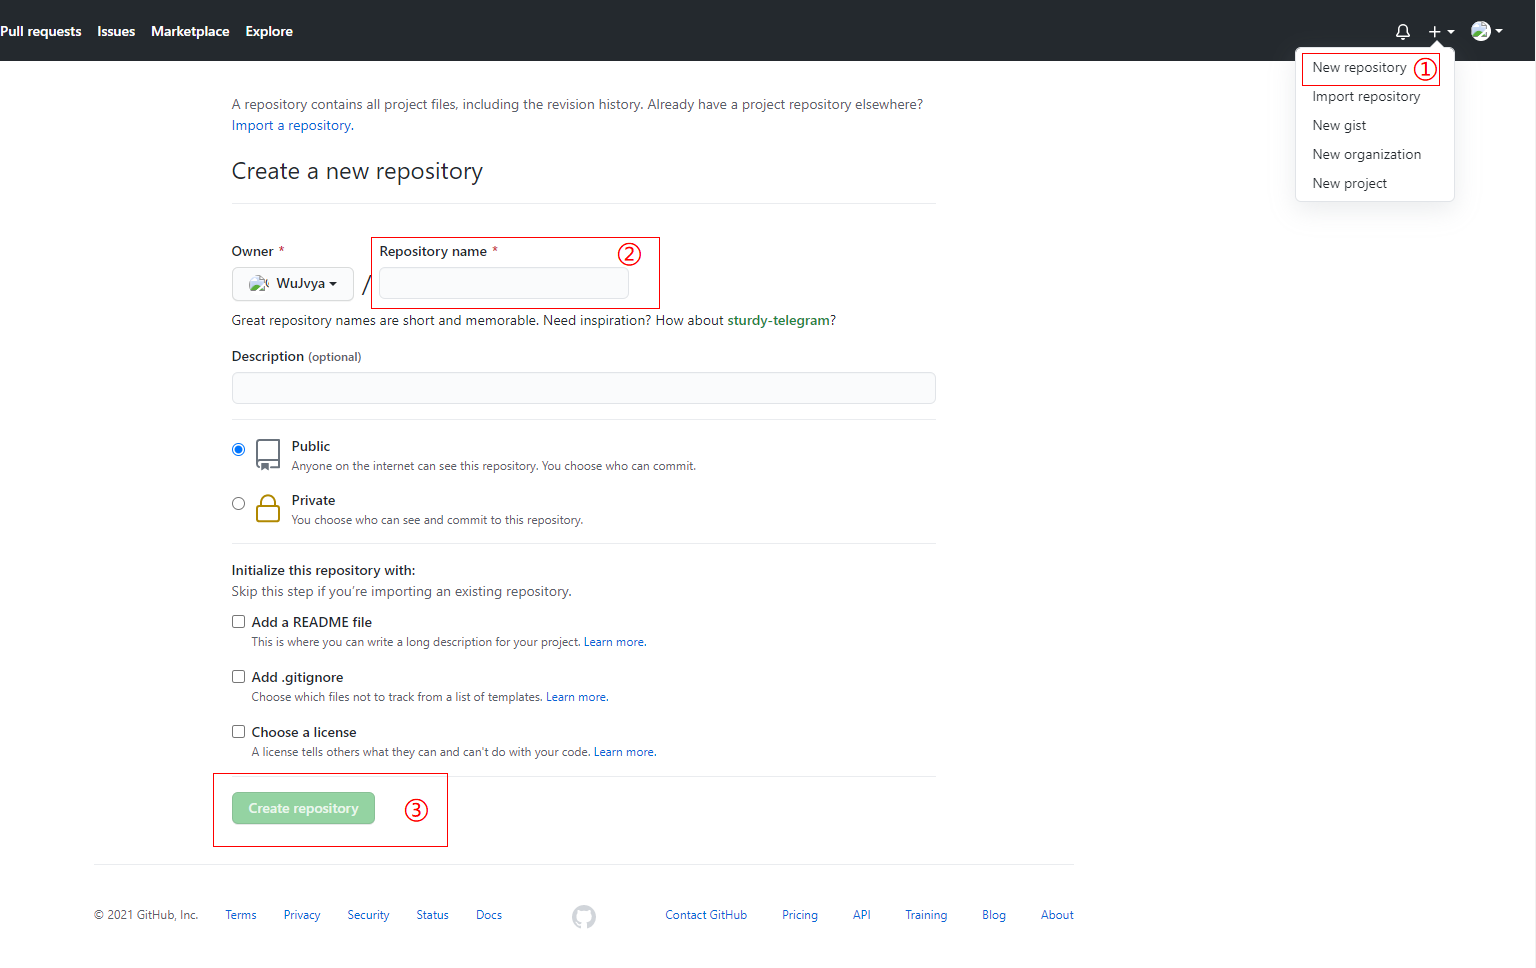 Pull requests Issues Marketplace Explore
New repository ①
Import repository
New gist
New organization
New project
A repository contains all project files, including the revision history. Already have a project repository elsewhere?
Import a repository.
Create a new repository
Owner * Repository name * ②
WuJvya /
Great repository names are short and memorable. Need inspiration? How about sturdy-telegram?
Description (optional)
Public
Anyone on the internet can see this repository. You choose who can commit.
Private
You choose who can see and commit to this repository.
Initialize this repository with:
Skip this step if you're importing an existing repository.
Add a README file
This is where you can write a long description for your project. Learn more.
Add .gitignore
Choose which files not to track from a list of templates. Learn more.
Choose a license
A license tells others what they can and can't do with your code. Learn more.
Create repository ③
© 2021 GitHub, Inc. Terms Privacy Security Status Docs Contact GitHub Pricing API Training Blog About